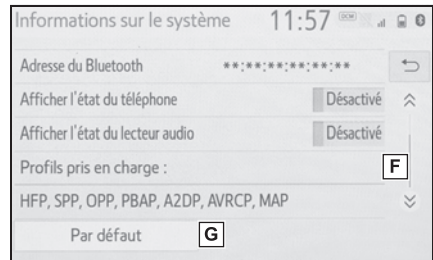 Informations sur le système 11:57 DCM
Adresse du Bluetooth **:**:**:**:**:**
Afficher l'état du téléphone Désactivé
Afficher l'état du lecteur audio Désactivé
Profils pris en charge :
F
HFP, SPP, OPP, PBAP, A2DP, AVRCP, MAP
Par défaut G